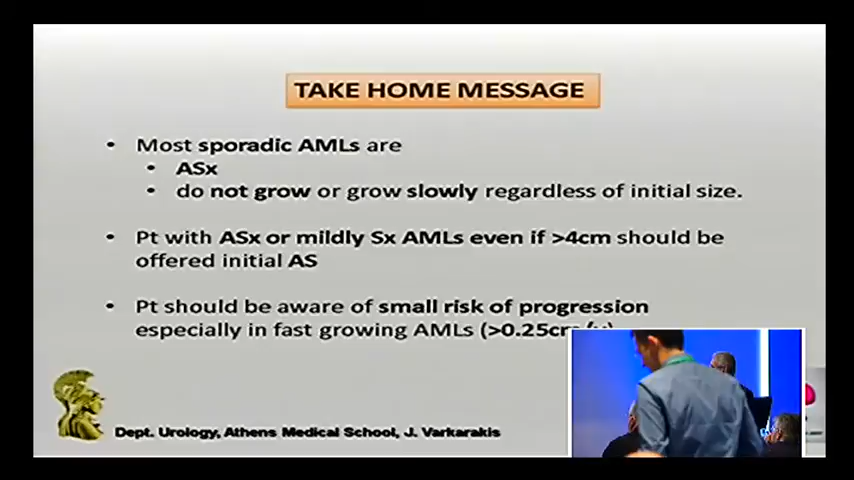 TAKE HOME MESSAGE
• Most sporadic AMLs are
• ASx
• do not grow or grow slowly regardless of initial size.
• Pt with ASx or mildly Sx AMLs even if >4cm should be
offered initial AS
• Pt should be aware of small risk of progression
especially in fast growing AMLs (>0.25cm/y)
Dept. Urology, Athens Medical School, J. Varkarakis